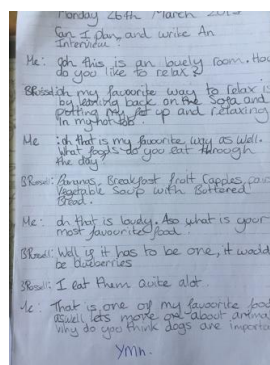 26th March
Can I plan and write An
Interview.
Me: ooh this is an lovely room. How
do you like to relax?
B Russell: oh my favourite way to relax is
by leaning back on the Sofa and
putting my feet up and relaxing
In my hot tub.
Me : oh that is my favourite way as well.
What foods do you eat through
the day.
B Russell: Bananas, Breakfast fruit
Vegetable Soup with Buttered
Bread.
Me: oh that is lovely. Also what is your
most favourite food.
B Russell: Well if it has to be one, it would
be blueberries
B Russell: I eat them quite alot.
Me: That is one of my favourite food
aswell lets move one about
why do you think dogs are